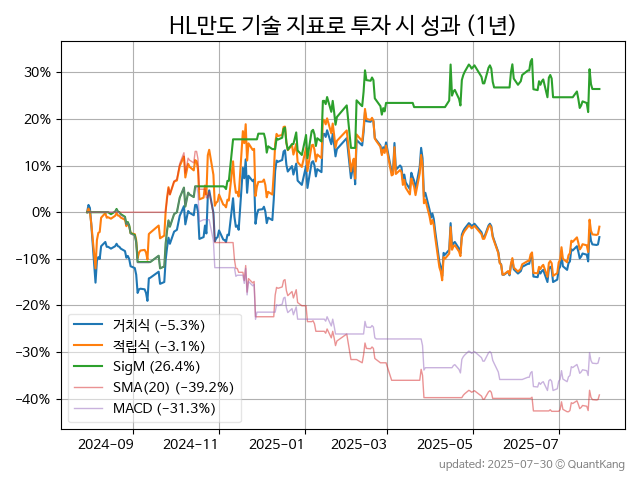 HL만도 기술 지표로 투자 시 성과 (1년)
30%
20%
10%
0%
−10%
−20%
−30%
−40%
거치식 (−5.3%)
적립식 (−3.1%)
SigM (26.4%)
SMA(20) (−39.2%)
MACD (−31.3%)
2024-09 2024-11 2025-01 2025-03 2025-05 2025-07
updated: 2025-07-30 © QuantKang